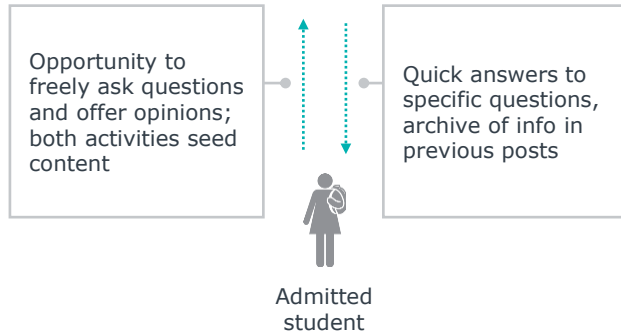 Opportunity to
freely ask questions
and offer opinions;
both activities seed
content
Quick answers to
specific questions,
archive of info in
previous posts
Admitted
student